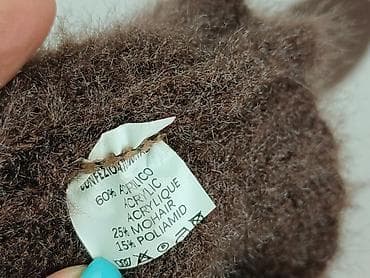 60% ACRILICO
ACRYLIC
ACRYLIQUE
25% MOHAIR
15% POLIAMID